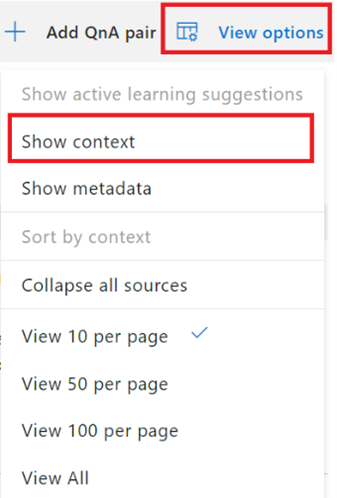 Add QnA pair View options
Show active learning suggestions
Show context
Show metadata
Sort by context
Collapse all sources
View 10 per page
View 50 per page
View 100 per page
View All